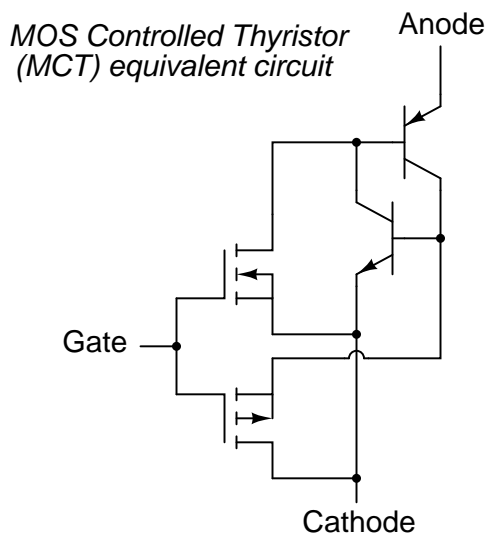 MOS Controlled Thyristor
(MCT) equivalent circuit
Anode
Gate
Cathode